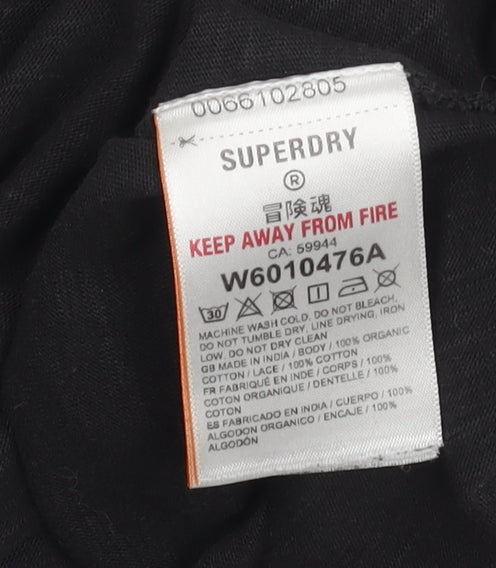 0066102805
SUPERDRY
®
冒険魂
KEEP AWAY FROM FIRE
CA: 59944
W6010476A
30
MACHINE WASH COLD, DO NOT BLEACH,
DO NOT TUMBLE DRY, LINE DRYING, IRON
LOW, DO NOT DRY CLEAN
GB MADE IN INDIA / BODY / 100% ORGANIC
COTTON / LACE / 100% COTTON
FR FABRIQUÉ EN INDE / CORPS / 100%
COTON ORGANIQUE / DENTELLE / 100%
COTON
ES FABRICADO EN INDIA / CUERPO / 100%
ALGODON ORGANICO / ENCAJE / 100%
ALGODÓN